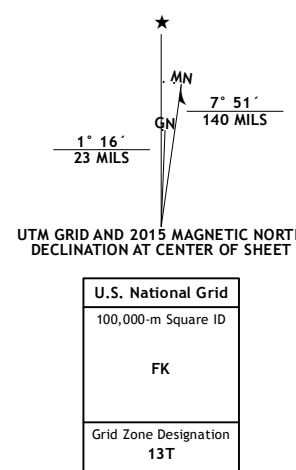 ★
MN
7° 51´
140 MILS
GN
1° 16´
23 MILS
UTM GRID AND 2015 MAGNETIC NORTH
DECLINATION AT CENTER OF SHEET
U.S. National Grid
100,000-m Square ID
FK
Grid Zone Designation
13T